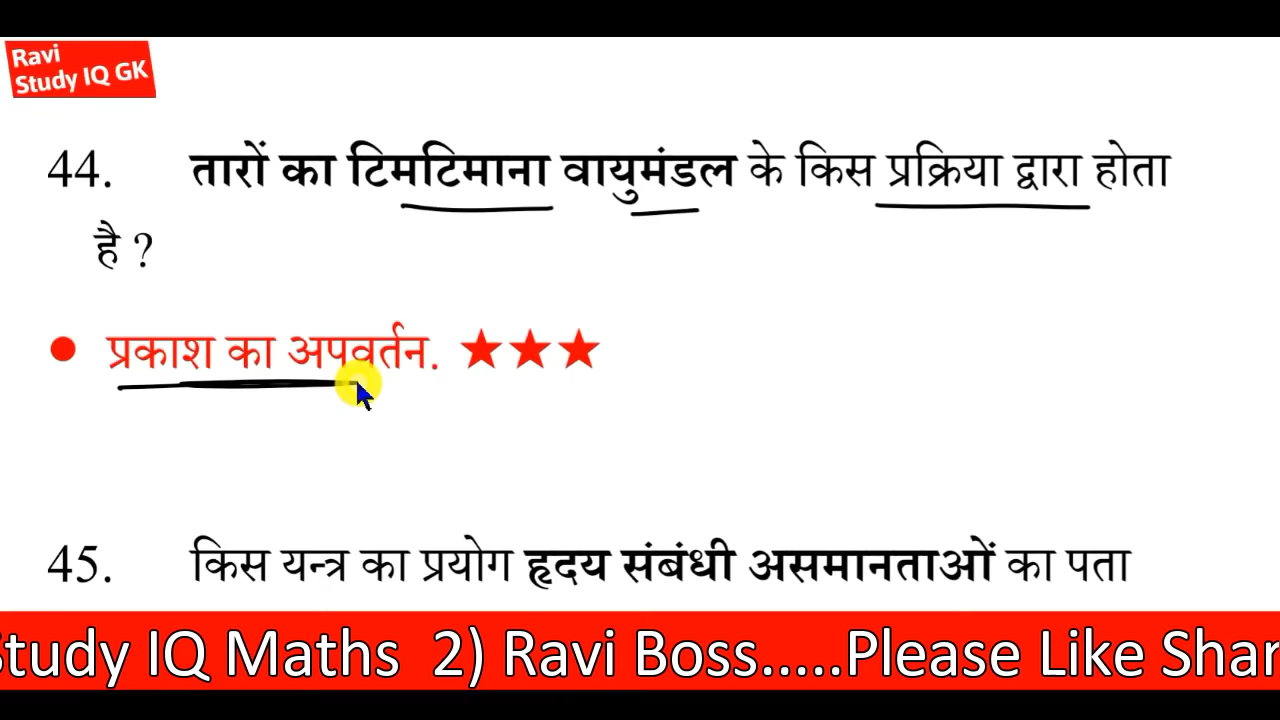 Ravi
Study IQ GK
44. तारों का टिमटिमाना वायुमंडल के किस प्रक्रिया द्वारा होता
है ?
• प्रकाश का अपवर्तन. ★★★
45. किस यन्त्र का प्रयोग हृदय संबंधी असमानताओं का पता
Study IQ Maths 2) Ravi Boss.....Please Like Shar